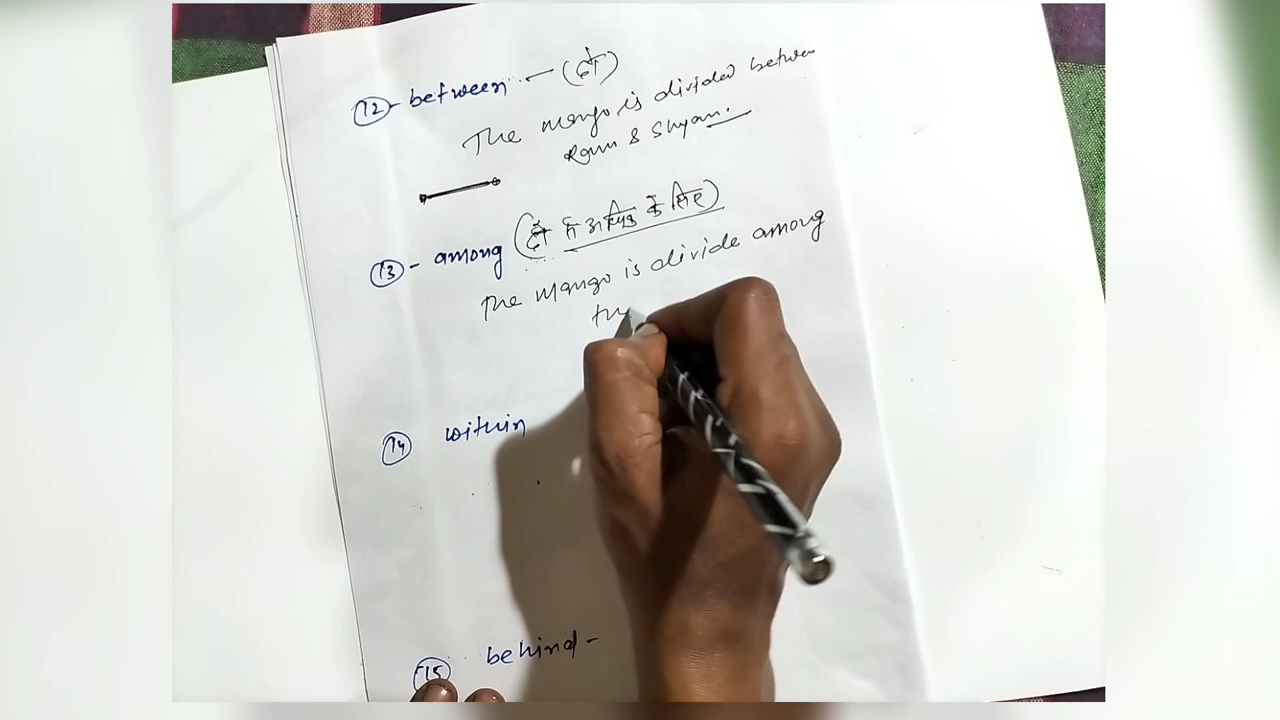 12 - between - (दो)
The mango is divided between
Ram & Shyam.
13 - among (दो से अधिक के लिए)
The Mango is divide among
14 within
15 behind -